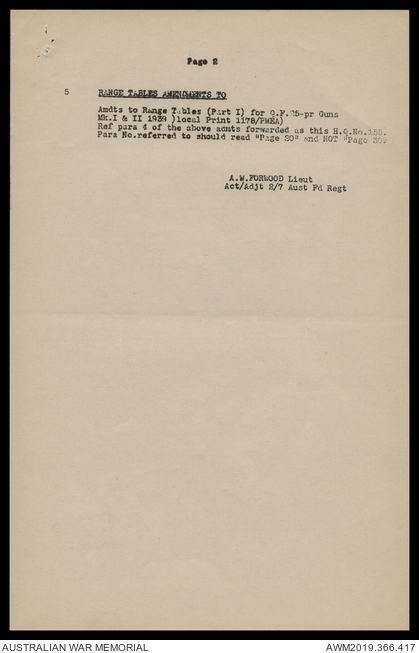 Page 2
5 RANGE TABLES AMENDMENTS TO
Amdts to Range Tables (Part I) for Q.F.25-pr Guns
Mk.I & II 1939 )local Print 1178/PMEA)
Ref para 4 of the above amdts forwarded as this H.Q.No.155.
Para No.referred to should read "Page 20" and NOT "Page 30"
A.W.FORWOOD Lieut
Act/Adjt 2/7 Aust Fd Regt
AUSTRALIAN WAR MEMORIAL
AWM2019.366.417